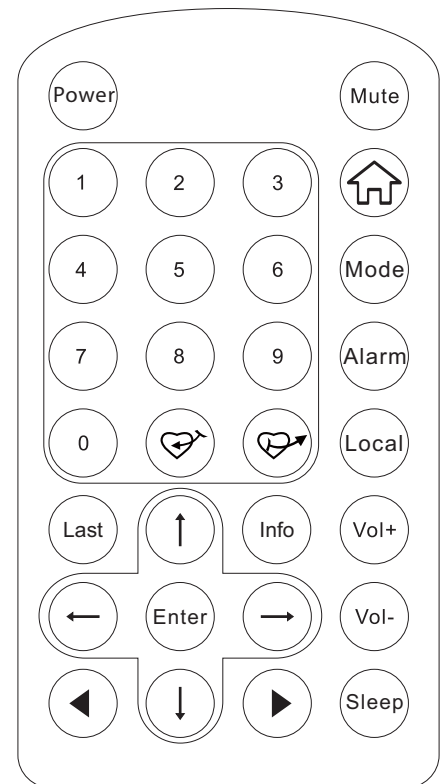 Power Mute
1 2 3
4 5 6 Mode
7 8 9 Alarm
0 Local
Last Info Vol+
Enter Vol-
Sleep